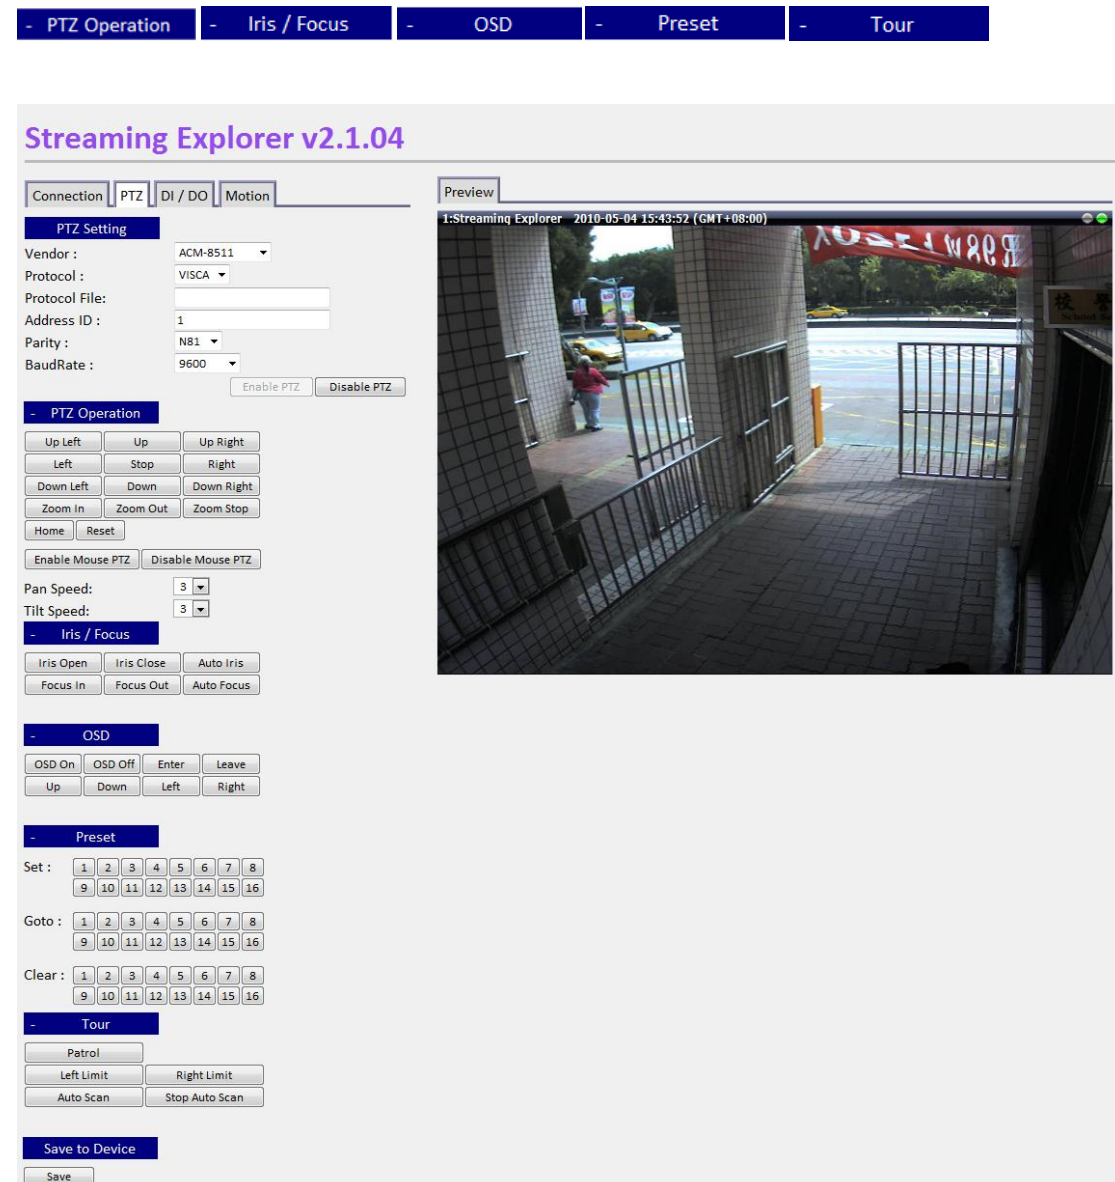 - PTZ Operation - Iris / Focus - OSD - Preset - Tour
Streaming Explorer v2.1.04
Connection PTZ DI / DO Motion
PTZ Setting
Vendor : ACM-8511
Protocol : VISCA
Protocol File:
Address ID : 1
Parity : N81
BaudRate : 9600
Enable PTZ Disable PTZ
- PTZ Operation
Up Left Up Up Right
Left Stop Right
Down Left Down Down Right
Zoom In Zoom Out Zoom Stop
Home Reset
Enable Mouse PTZ Disable Mouse PTZ
Pan Speed: 3
Tilt Speed: 3
- Iris / Focus
Iris Open Iris Close Auto Iris
Focus In Focus Out Auto Focus
- OSD
OSD On OSD Off Enter Leave
Up Down Left Right
- Preset
Set : 1 2 3 4 5 6 7 8
9 10 11 12 13 14 15 16
Goto : 1 2 3 4 5 6 7 8
9 10 11 12 13 14 15 16
Clear : 1 2 3 4 5 6 7 8
9 10 11 12 13 14 15 16
- Tour
Patrol
Left Limit Right Limit
Auto Scan Stop Auto Scan
Save to Device
Save
Preview
1:Streaming Explorer 2010-05-04 15:43:52 (GMT+08:00)
校
School